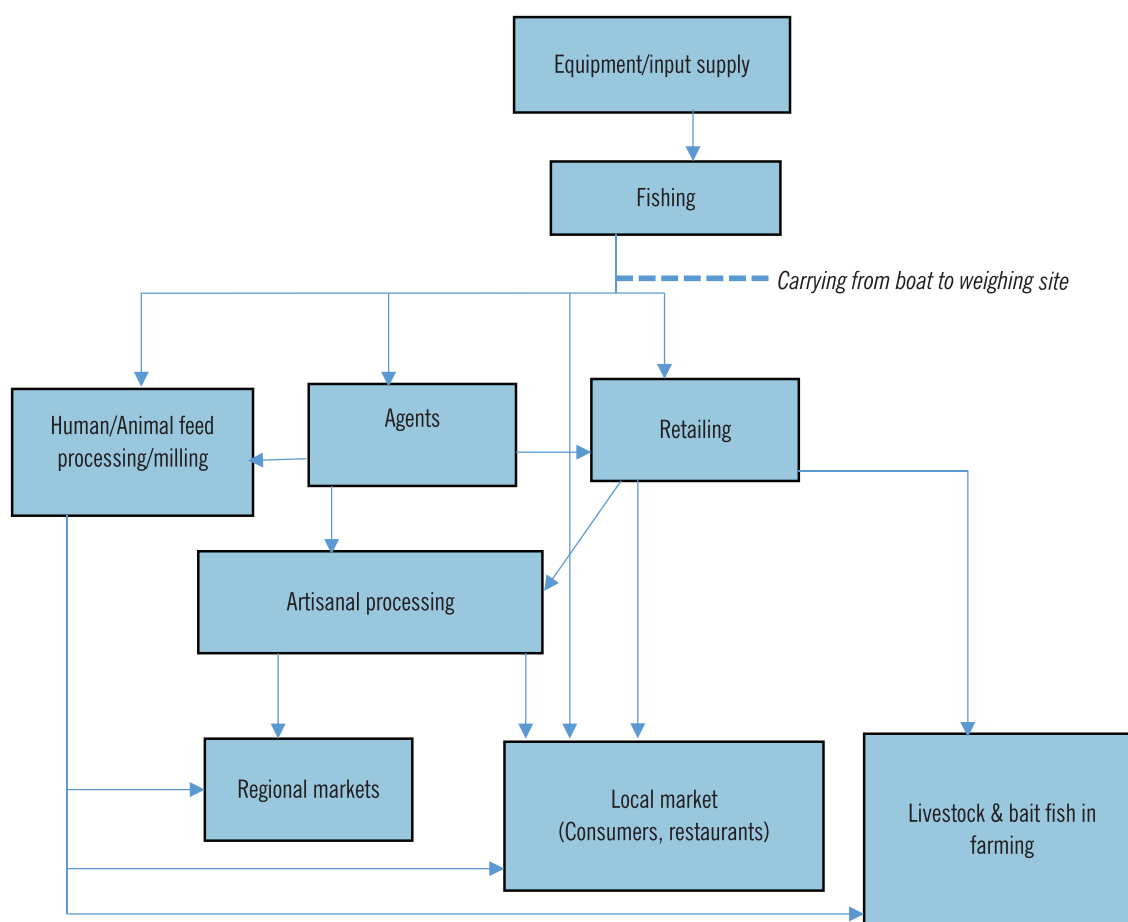 Equipment/input supply
Fishing
Carrying from boat to weighing site
Human/Animal feed
processing/milling
Agents
Retailing
Artisanal processing
Regional markets
Local market
(Consumers, restaurants)
Livestock & bait fish in
farming